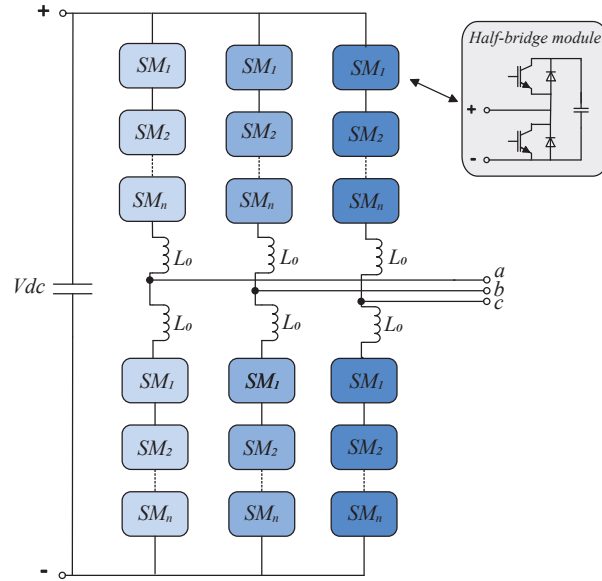 +
Half-bridge module
SM₁ SM₁ SM₁
+
-
SM₂ SM₂ SM₂
SMₙ SMₙ SMₙ
L₀ L₀ L₀
a
Vdc
b
c
L₀ L₀ L₀
SM₁ SM₁ SM₁
SM₂ SM₂ SM₂
SMₙ SMₙ SMₙ
-